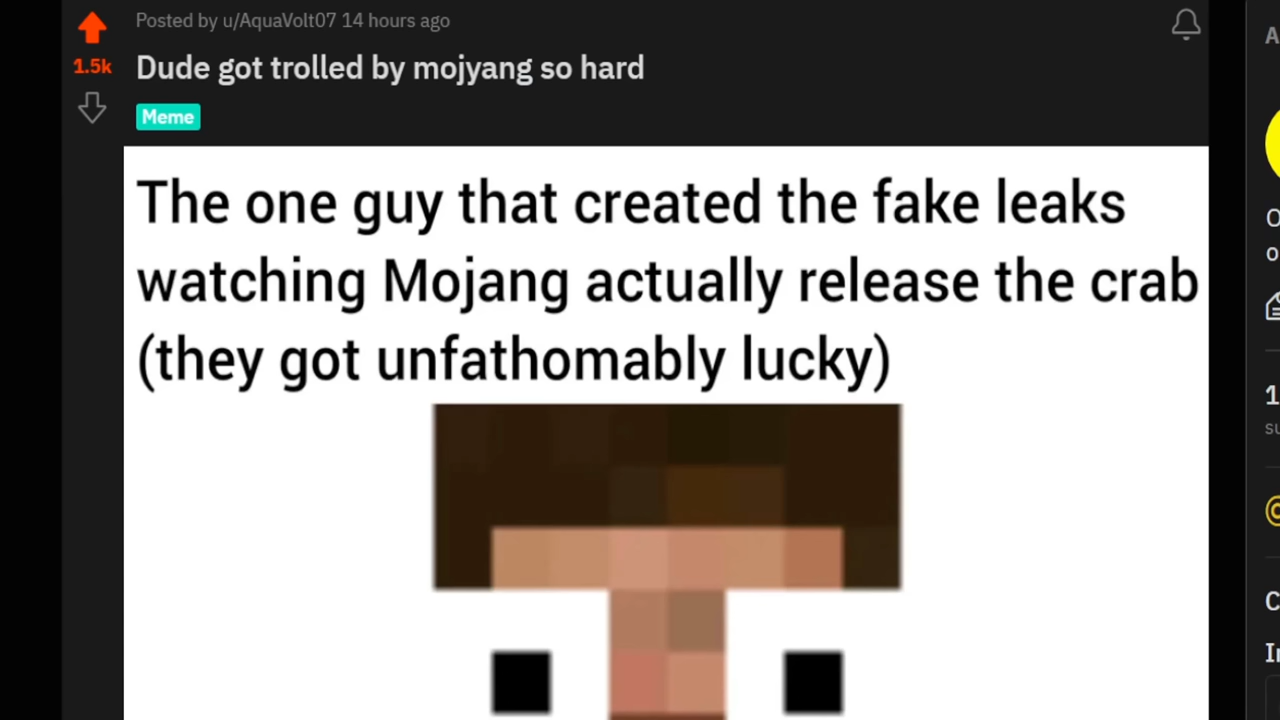 Posted by u/AquaVolt07 14 hours ago
1.5k
Dude got trolled by mojyang so hard
Meme
The one guy that created the fake leaks
watching Mojang actually release the crab
(they got unfathomably lucky)